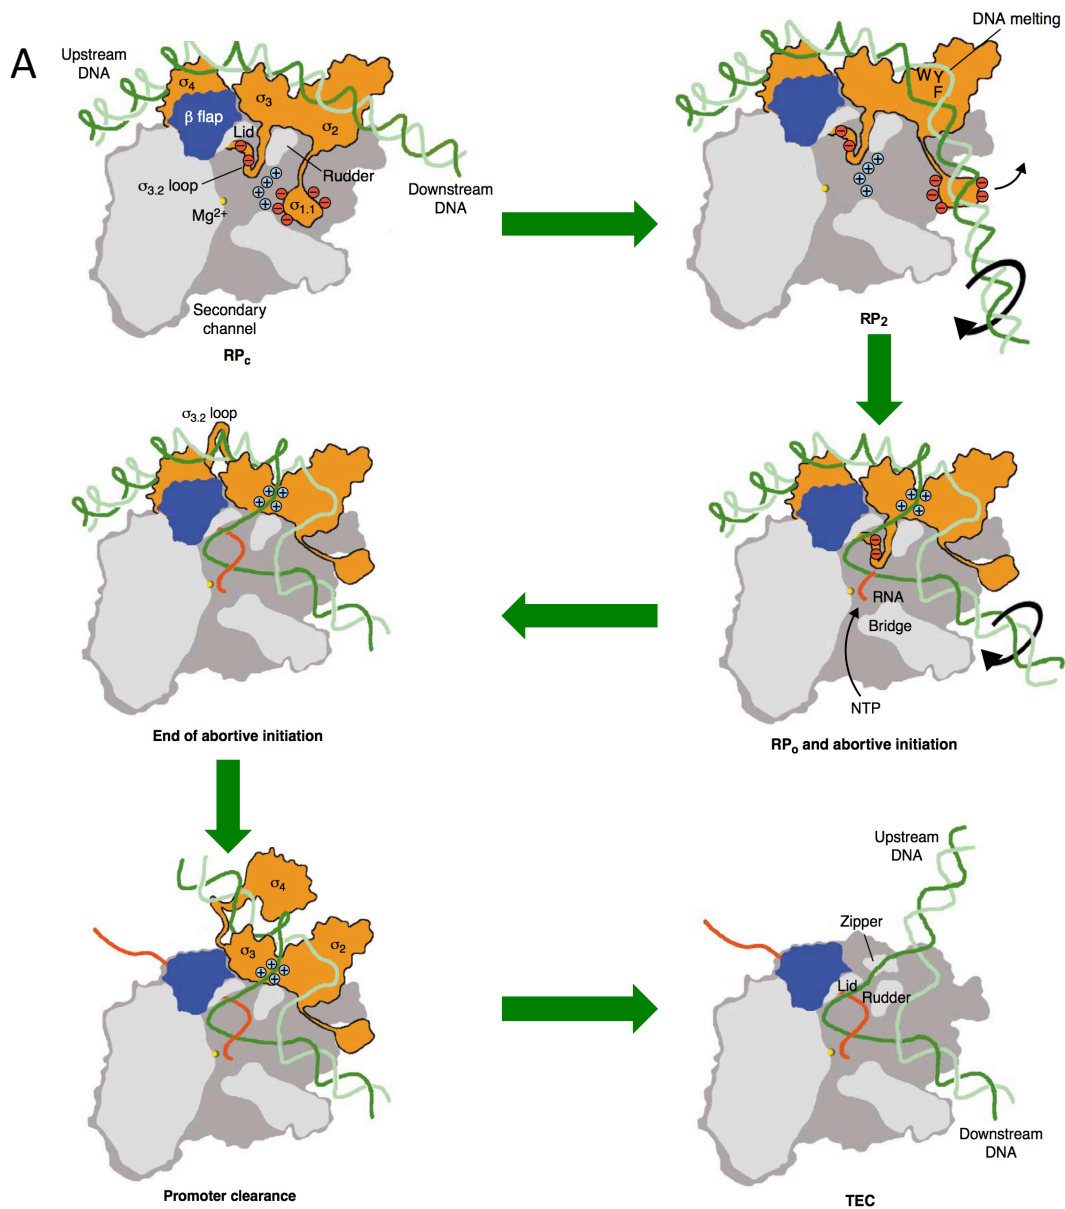 A
Upstream
DNA
σ4
β flap
σ3
σ2
Lid
σ3.2 loop
Rudder
Mg2+
σ1.1
Downstream
DNA
Secondary
channel
RPc
DNA melting
W Y
F
RP2
σ3.2 loop
End of abortive initiation
RNA
Bridge
NTP
RPo and abortive initiation
σ4
σ3
σ2
Promoter clearance
Upstream
DNA
Zipper
Lid
Rudder
Downstream
DNA
TEC